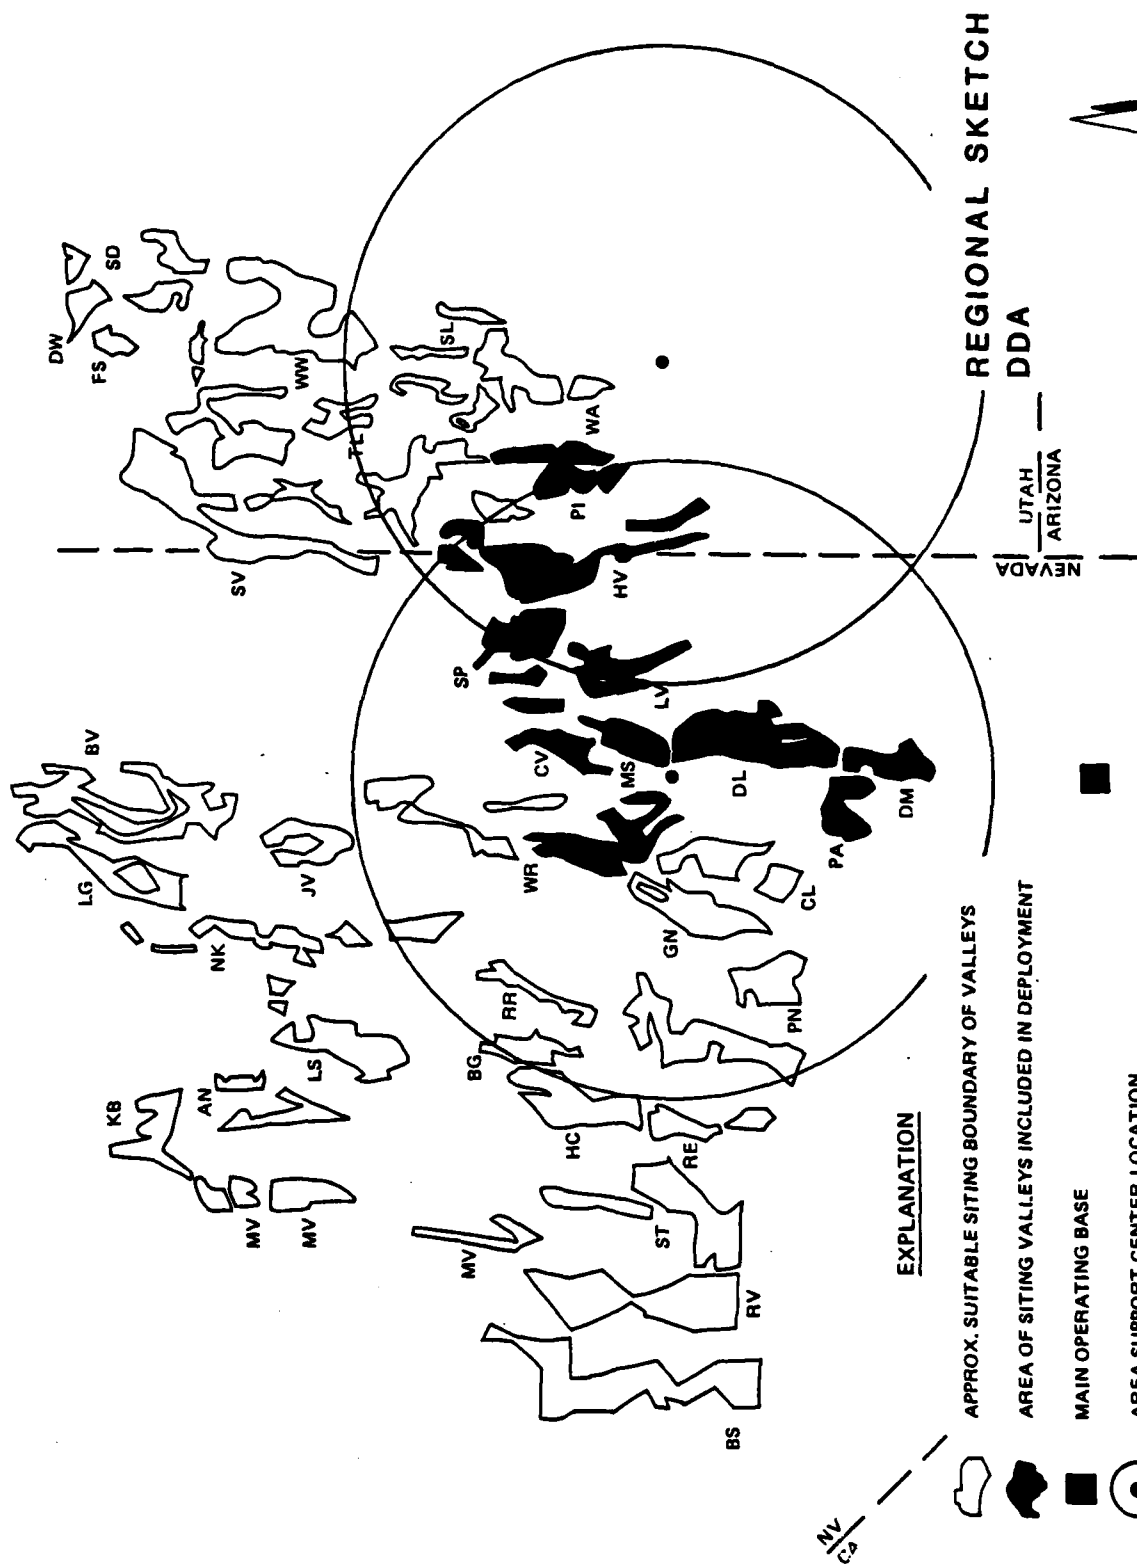 REGIONAL SKETCH
DDA
DW
SD
FS
WW
SL
TL
WA
SV
PI
HV
SP
LV
BV
CV
MS
DL
DM
PA
LG
JV
WR
CL
NK
GN
RR
PN
LS
BG
KB
AN
HC
RE
MV
MV
MV
ST
RV
BS
UTAH
ARIZONA
NEVADA
NEVADA
NV
CA
EXPLANATION
APPROX. SUITABLE SITING BOUNDARY OF VALLEYS
AREA OF SITING VALLEYS INCLUDED IN DEPLOYMENT
MAIN OPERATING BASE
AREA SUPPORT CENTER LOCATION